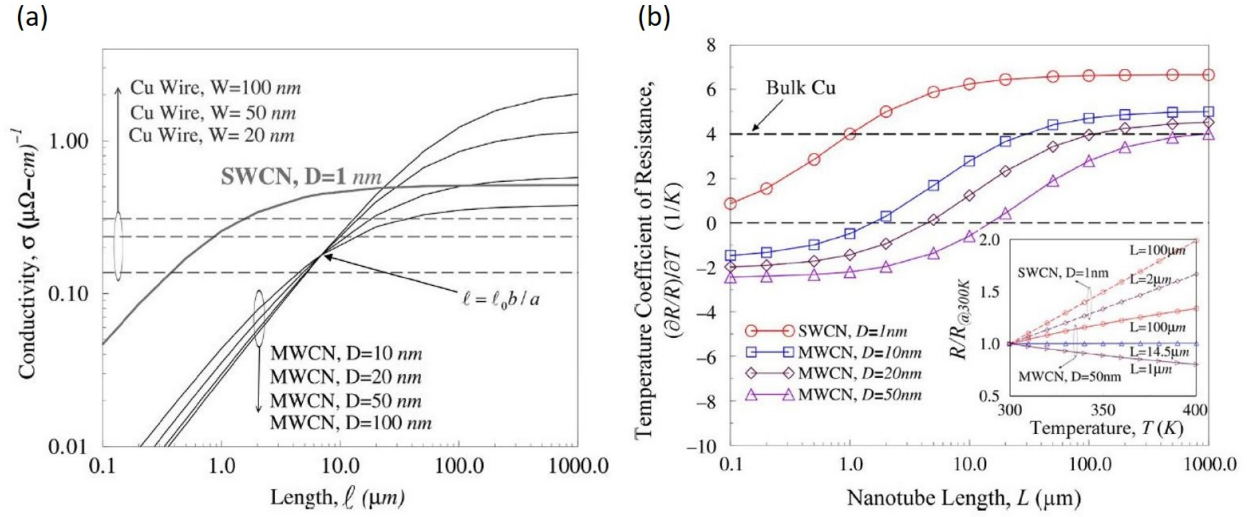 (a)
Conductivity, σ (μΩ−cm)⁻¹
1.00
0.10
0.01
Cu Wire, W=100 nm
Cu Wire, W=50 nm
Cu Wire, W= 20 nm
SWCN, D=1 nm
ℓ = ℓ₀b/a
MWCN, D=10 nm
MWCN, D=20 nm
MWCN, D=50 nm
MWCN, D=100 nm
0.1 1.0 10.0 100.0 1000.0
Length, ℓ (μm)
(b)
Temperature Coefficient of Resistance,
(∂R/R)/∂T (1/K)
8
6
4
2
0
−2
−4
−6
−8
−10
Bulk Cu
SWCN, D=1nm
MWCN, D=10nm
MWCN, D=20nm
MWCN, D=50nm
R/R@300K
2.0
1.5
1.0
0.5
L=100μm
SWCN, D=1nm
L=2μm
L=100μm
L=14.5μm
MWCN, D=50nm
L=1μm
300 350 400
Temperature, T (K)
0.1 1.0 10.0 100.0 1000.0
Nanotube Length, L (μm)